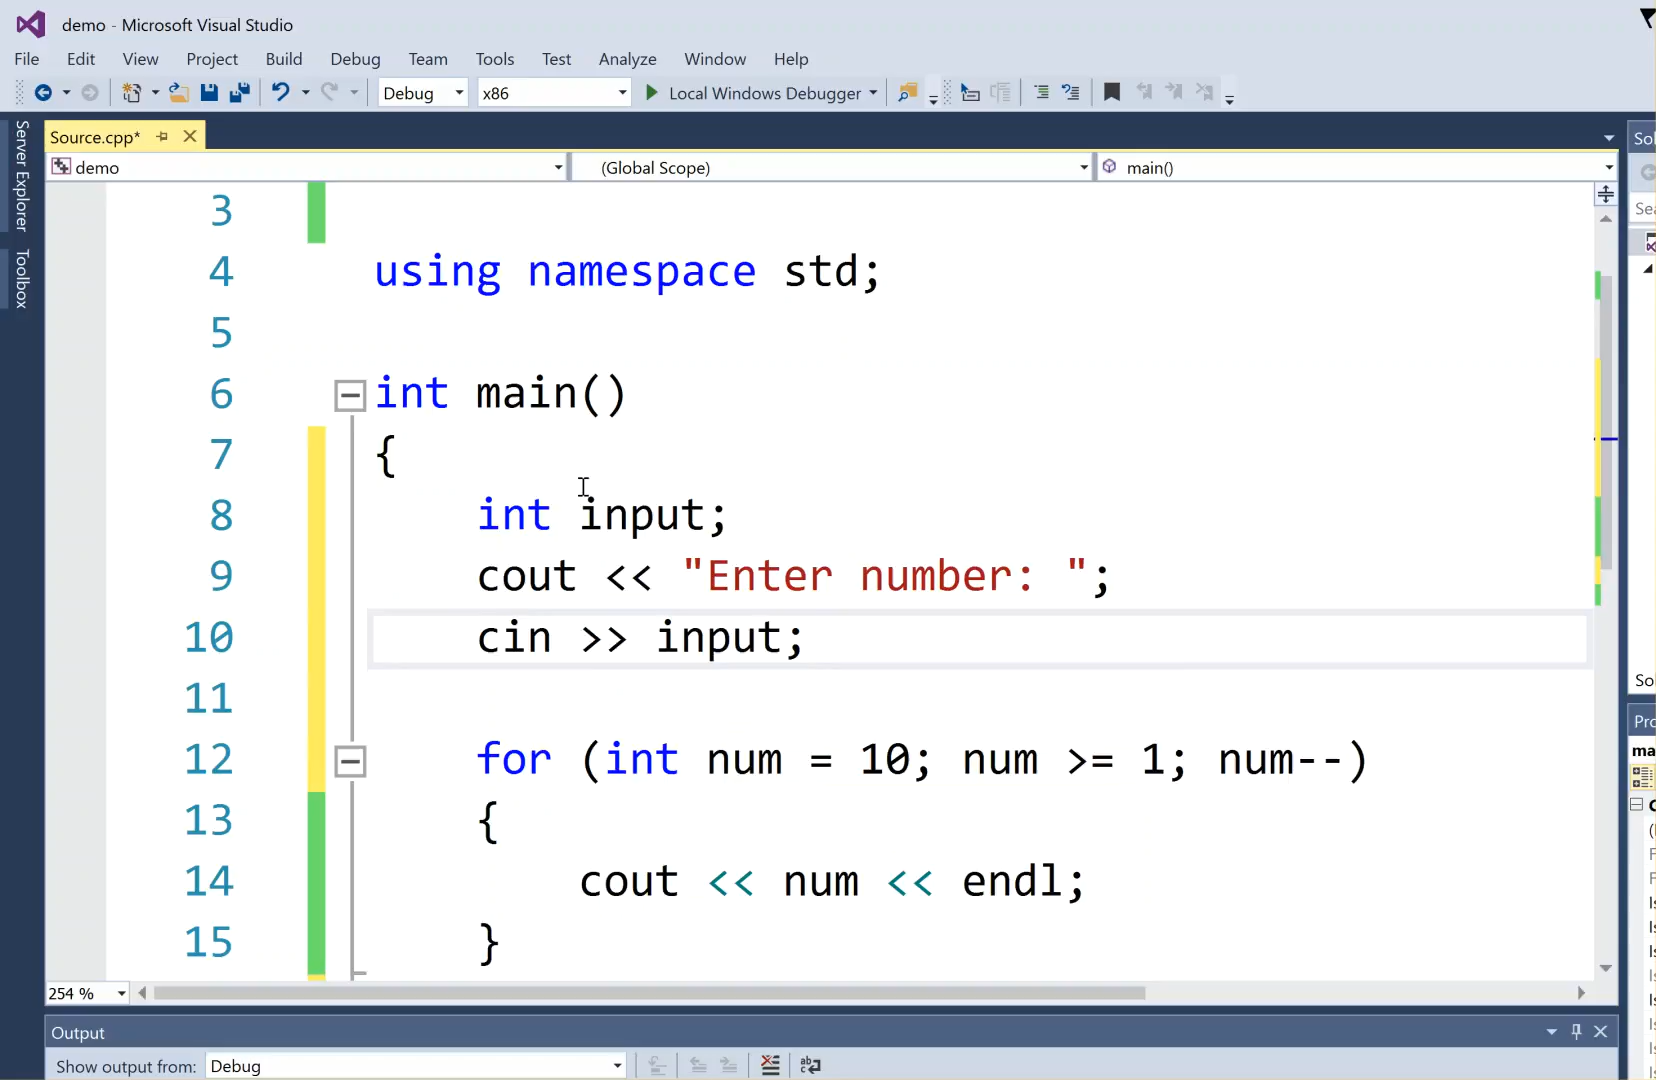 demo - Microsoft Visual Studio
File Edit View Project Build Debug Team Tools Test Analyze Window Help
Debug x86 Local Windows Debugger
Server Explorer
Toolbox
Source.cpp*
demo (Global Scope) main()
3
4 using namespace std;
5
6 int main()
7 {
8 int input;
9 cout << "Enter number: ";
10 cin >> input;
11
12 for (int num = 10; num >= 1; num--)
13 {
14 cout << num << endl;
15 }
254 %
Output
Show output from: Debug